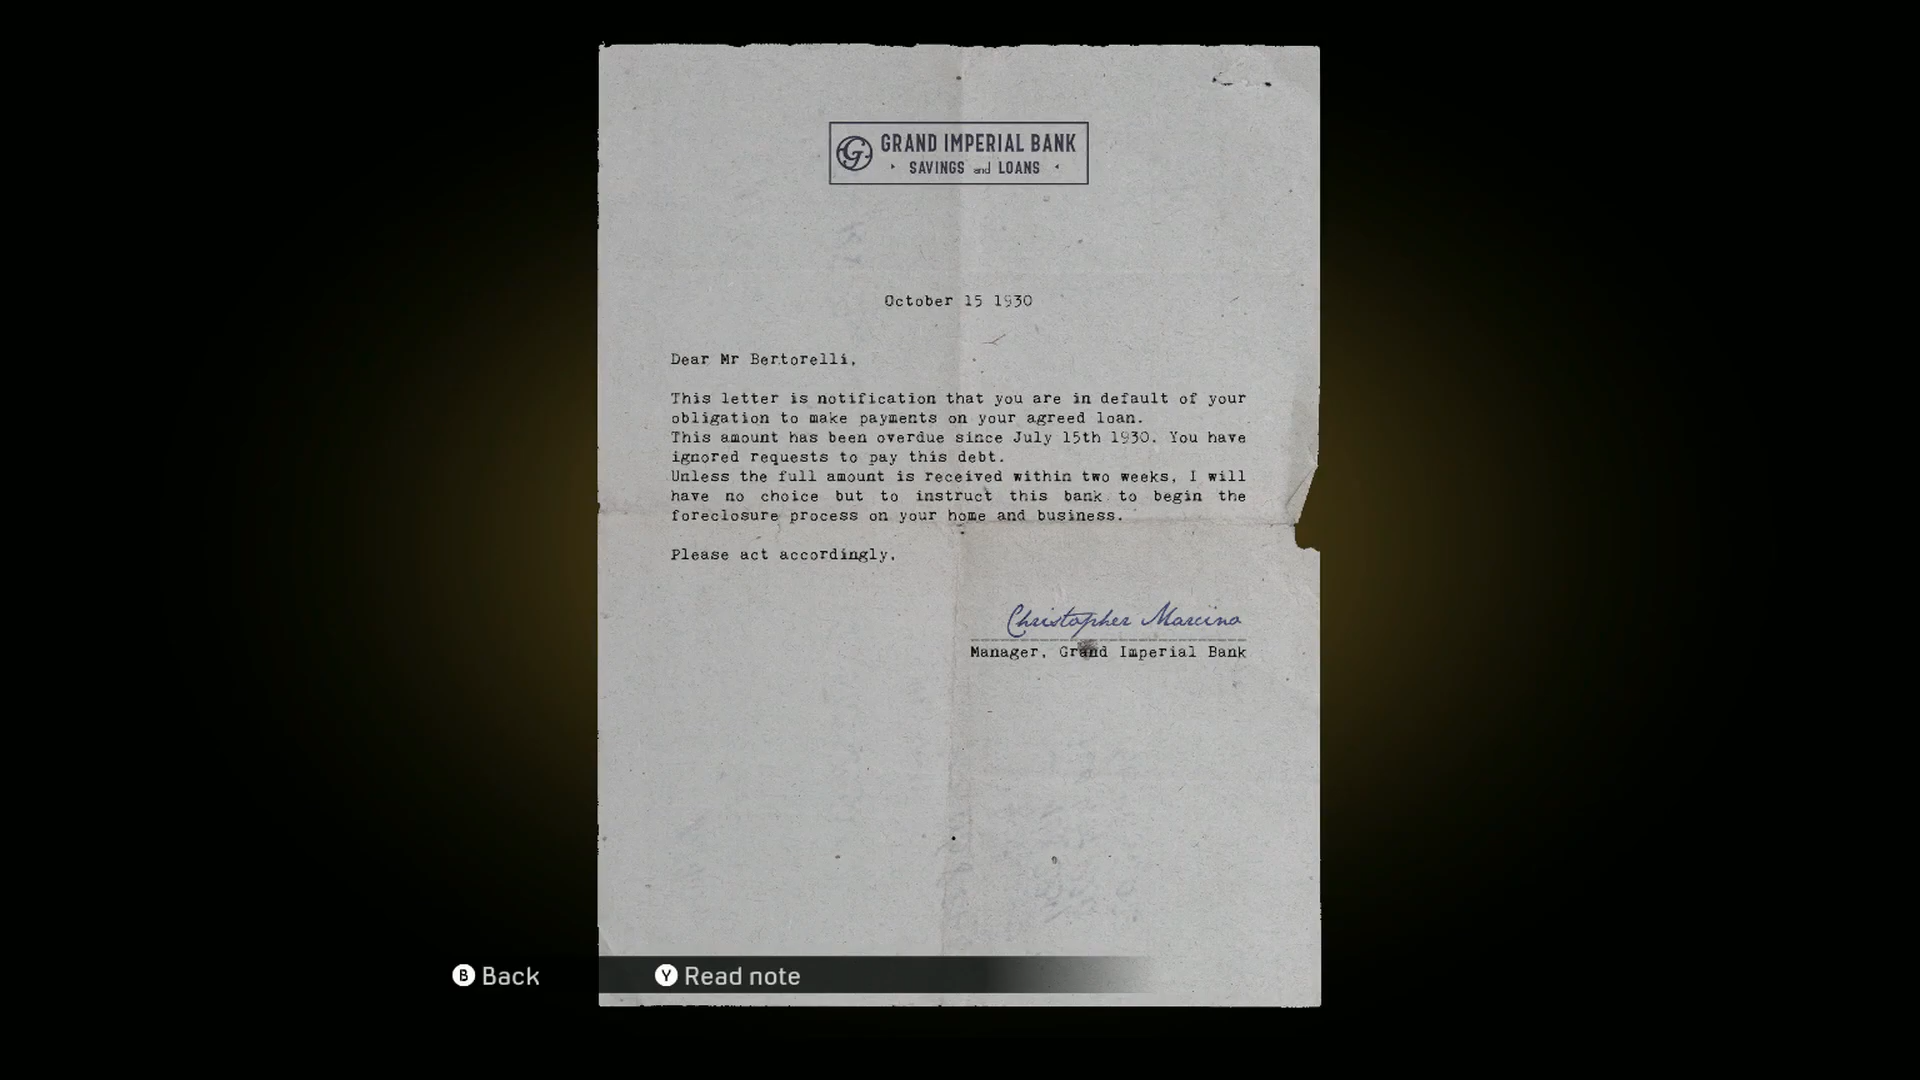 GRAND IMPERIAL BANK
SAVINGS and LOANS
October 15 1930
Dear Mr Bertorelli,
This letter is notification that you are in default of your
obligation to make payments on your agreed loan.
This amount has been overdue since July 15th 1930. You have
ignored requests to pay this debt.
Unless the full amount is received within two weeks, I will
have no choice but to instruct this bank to begin the
foreclosure process on your home and business.
Please act accordingly.
Christopher Marcino
Manager, Grand Imperial Bank
B Back
Y Read note